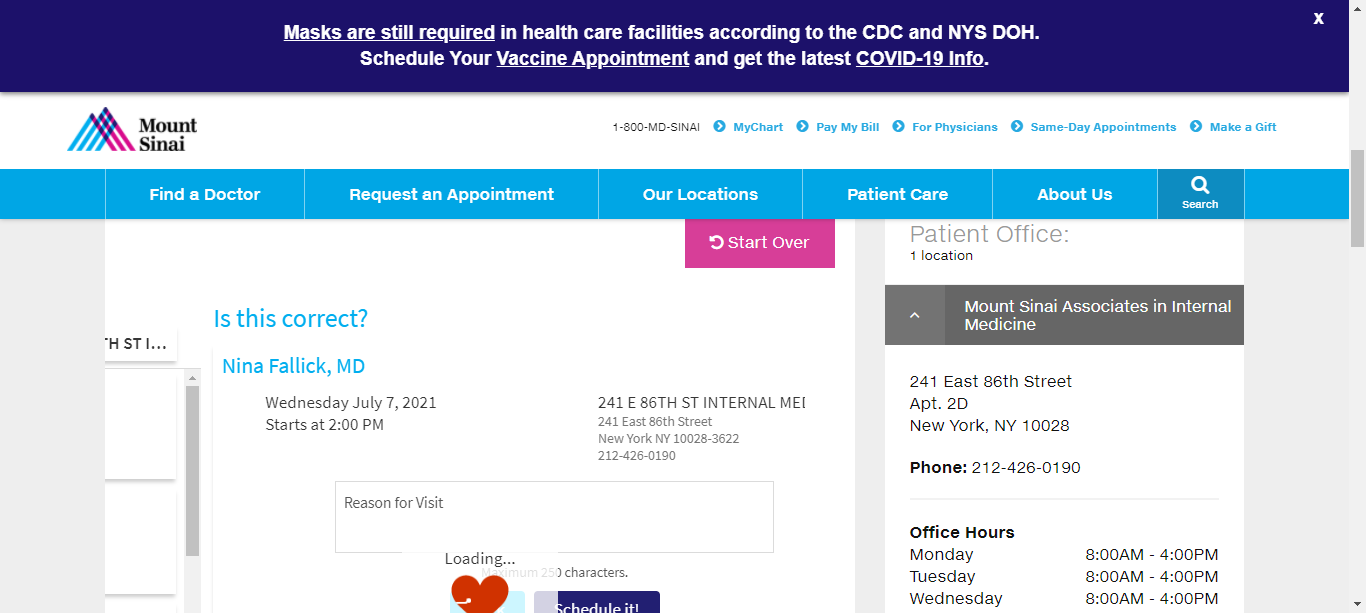 Masks are still required in health care facilities according to the CDC and NYS DOH.
Schedule Your Vaccine Appointment and get the latest COVID-19 Info.
X
Mount
Sinai
1-800-MD-SINAI MyChart Pay My Bill For Physicians Same-Day Appointments Make a Gift
Find a Doctor Request an Appointment Our Locations Patient Care About Us Search
Start Over
Is this correct?
TH ST I...
Nina Fallick, MD
Wednesday July 7, 2021
Starts at 2:00 PM
241 E 86TH ST INTERNAL MEI
241 East 86th Street
New York NY 10028-3622
212-426-0190
Reason for Visit
Loading...
Maximum 250 characters.
Schedule it!
Patient Office:
1 location
Mount Sinai Associates in Internal
Medicine
241 East 86th Street
Apt. 2D
New York, NY 10028
Phone: 212-426-0190
Office Hours
Monday 8:00AM - 4:00PM
Tuesday 8:00AM - 4:00PM
Wednesday 8:00AM - 4:00PM